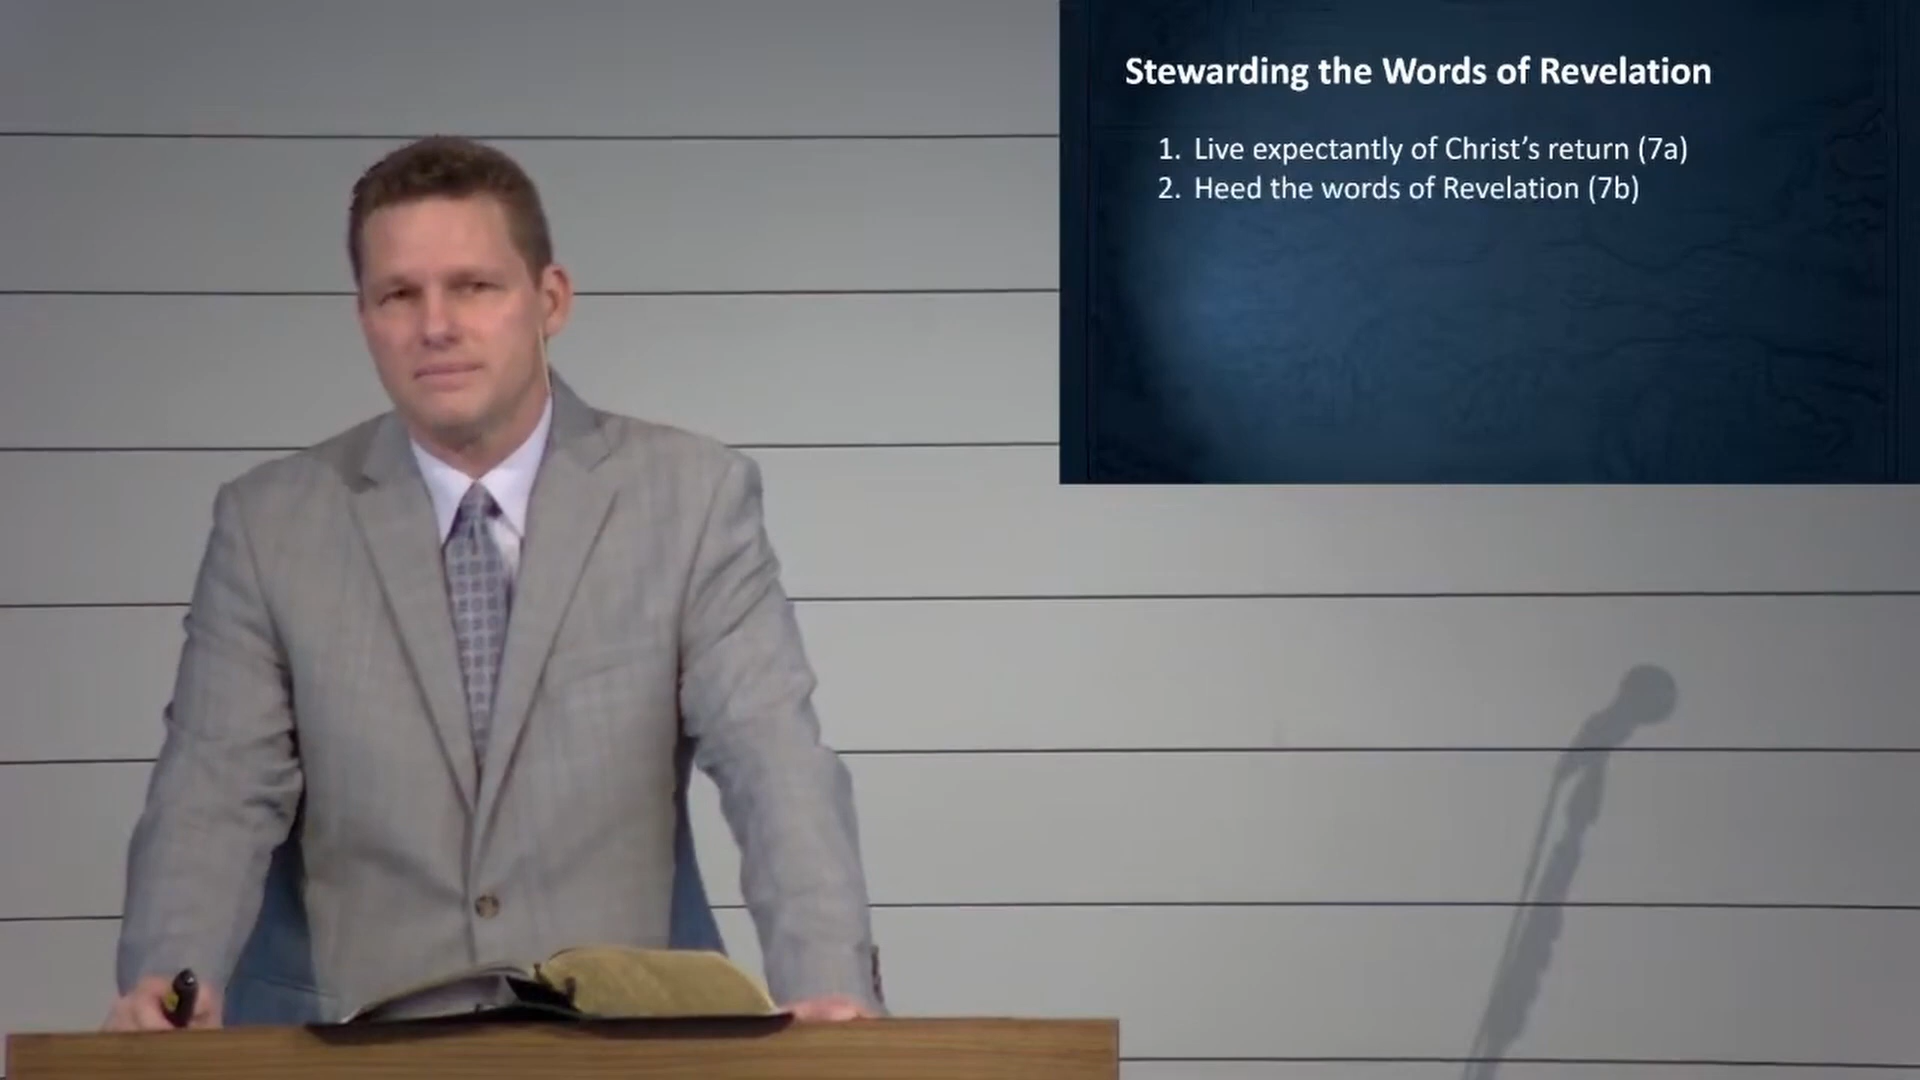 Stewarding the Words of Revelation
1. Live expectantly of Christ’s return (7a)
2. Heed the words of Revelation (7b)